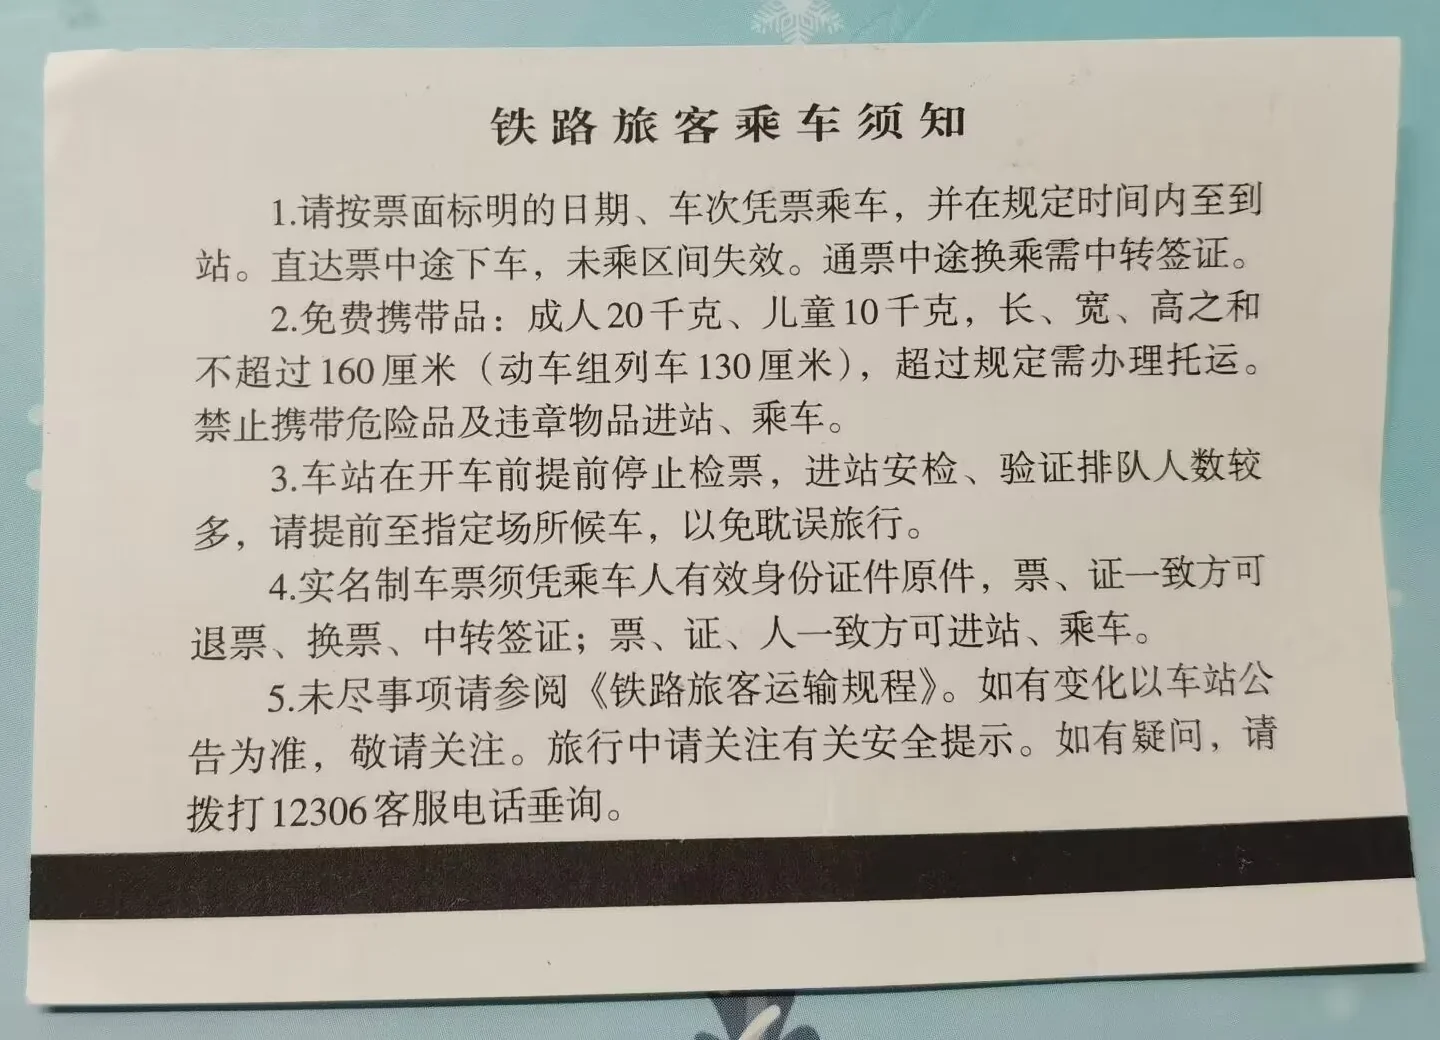 铁路旅客乘车须知
1.请按票面标明的日期、车次凭票乘车，并在规定时间内至到
站。直达票中途下车，未乘区间失效。通票中途换乘需中转签证。
2.免费携带品：成人20千克、儿童10千克，长、宽、高之和
不超过160厘米（动车组列车130厘米），超过规定需办理托运。
禁止携带危险品及违章物品进站、乘车。
3.车站在开车前提前停止检票，进站安检、验证排队人数较
多，请提前至指定场所候车，以免耽误旅行。
4.实名制车票须凭乘车人有效身份证件原件，票、证一致方可
退票、换票、中转签证；票、证、人一致方可进站、乘车。
5.未尽事项请参阅《铁路旅客运输规程》。如有变化以车站公
告为准，敬请关注。旅行中请关注有关安全提示。如有疑问，请
拨打12306客服电话垂询。